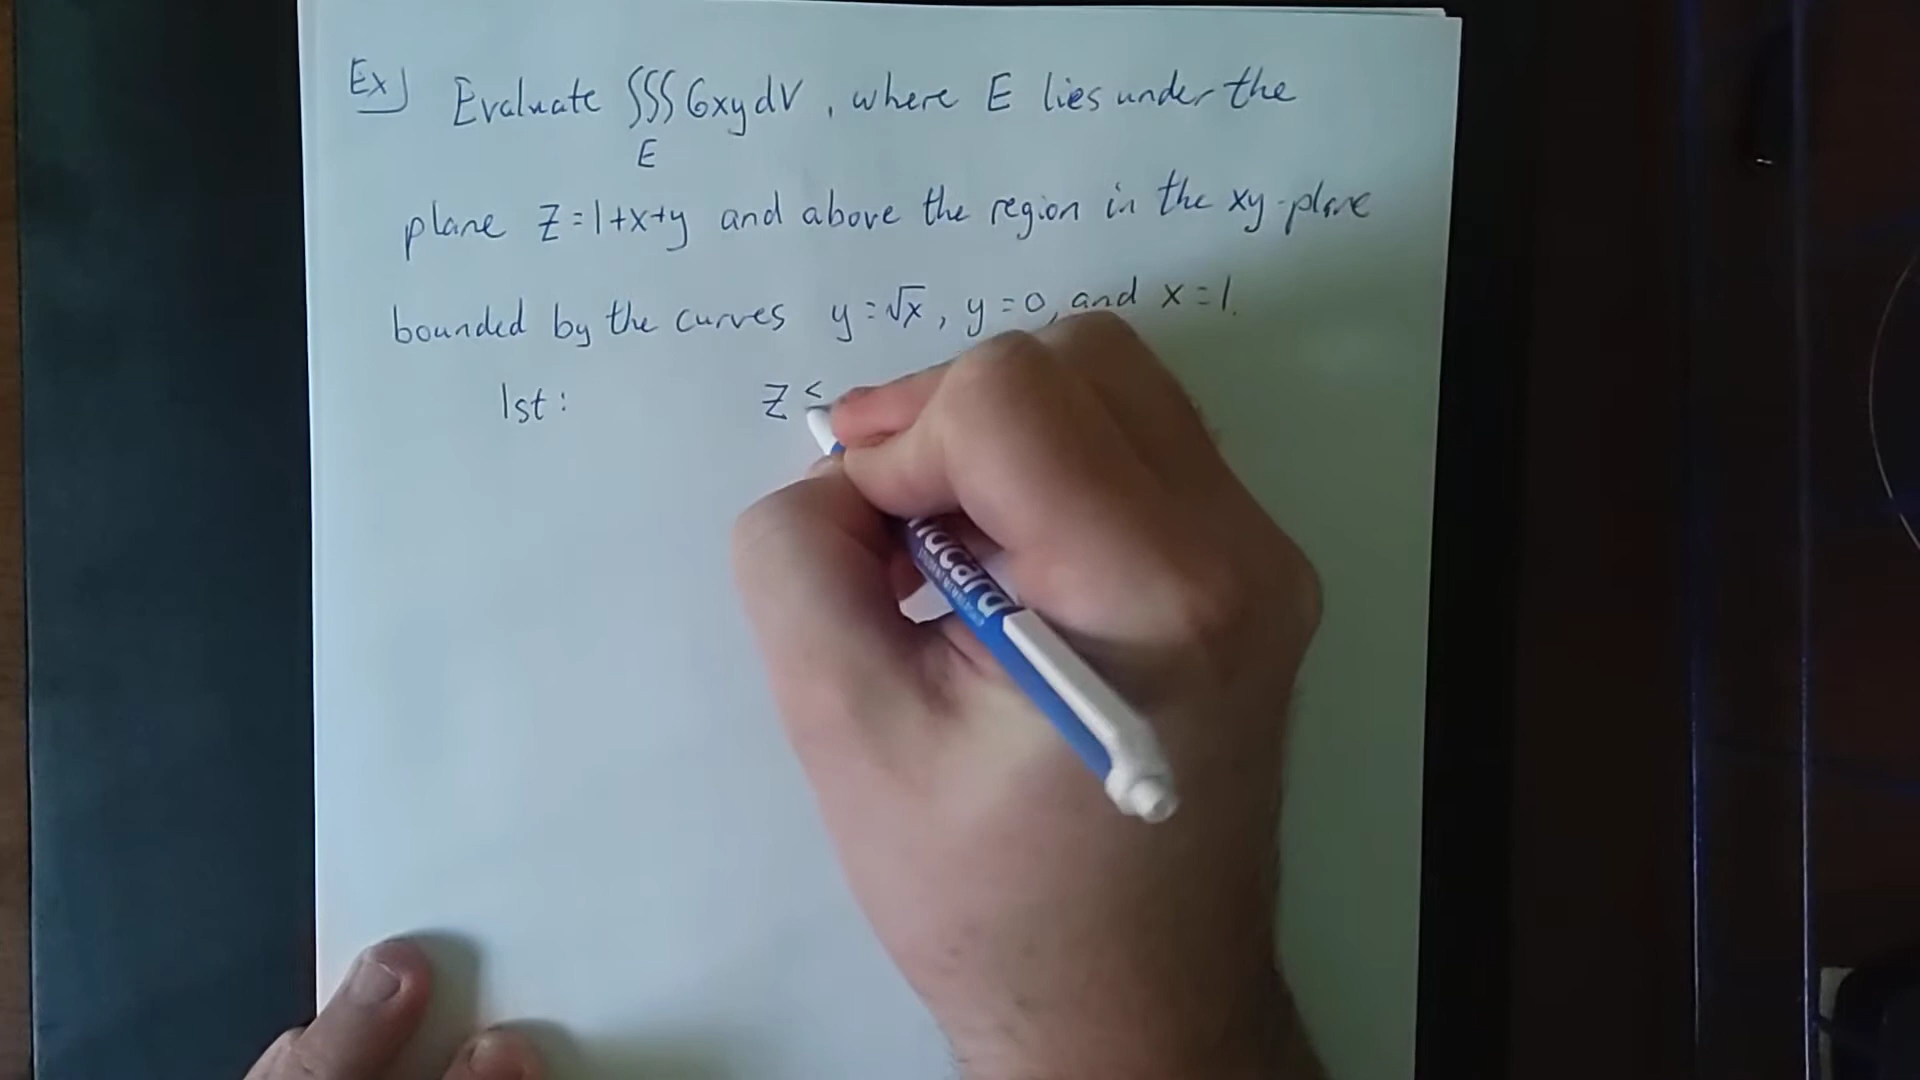 Ex) Evaluate ∭ 6xy dV, where E lies under the
E
plane z = 1+x+y and above the region in the xy-plane
bounded by the curves y = √x, y = 0, and x = 1.
1st: z ≤